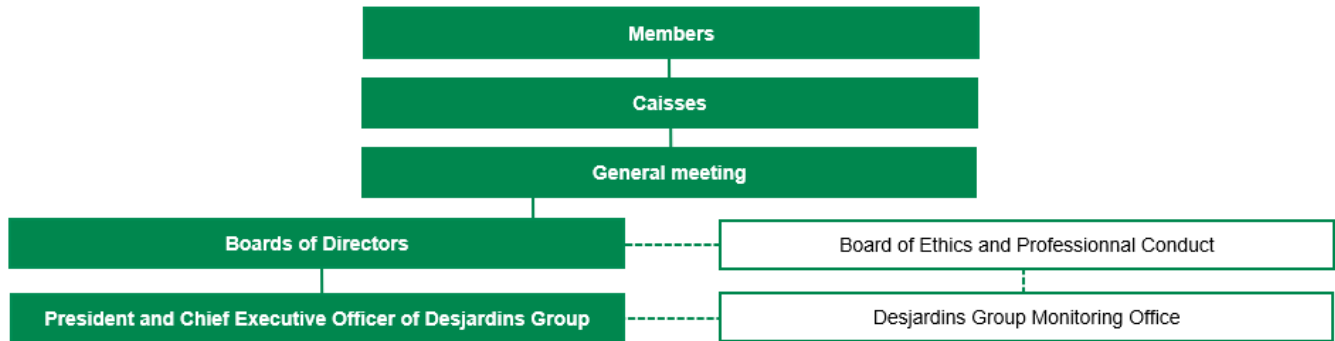 Members
Caisses
General meeting
Boards of Directors
Board of Ethics and Professionnal Conduct
President and Chief Executive Officer of Desjardins Group
Desjardins Group Monitoring Office